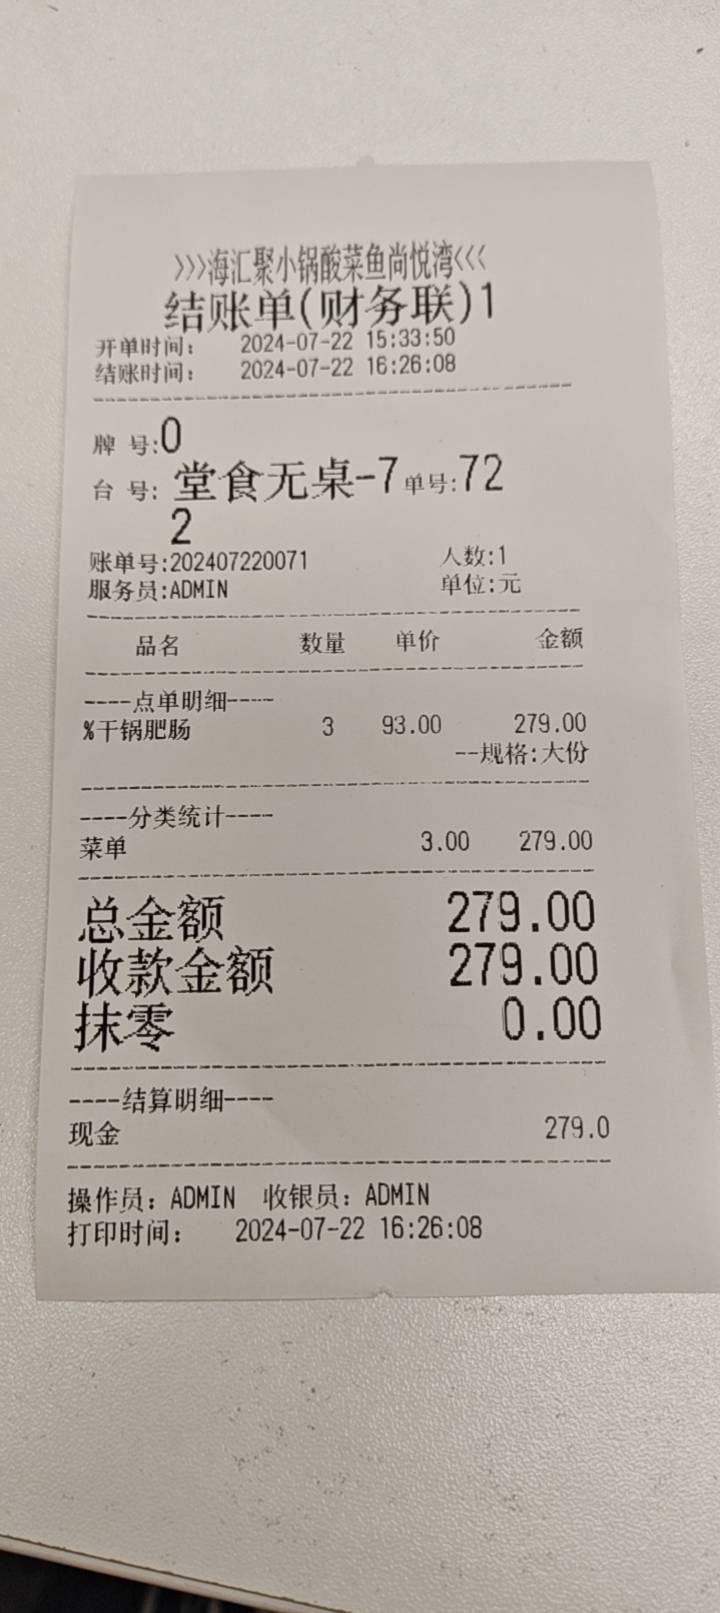 >>>海汇聚小锅酸菜鱼尚悦湾<<<
结账单(财务联)1
开单时间: 2024-07-22 15:33:50
结账时间: 2024-07-22 16:26:08
牌 号:0
台 号: 堂食无桌-7 单号:72
2
账单号:202407220071 人数:1
服务员:ADMIN 单位:元
品名 数量 单价 金额
----点单明细----
%干锅肥肠 3 93.00 279.00
--规格:大份
----分类统计----
菜单 3.00 279.00
总金额 279.00
收款金额 279.00
抹零 0.00
----结算明细----
现金 279.0
操作员: ADMIN 收银员: ADMIN
打印时间: 2024-07-22 16:26:08